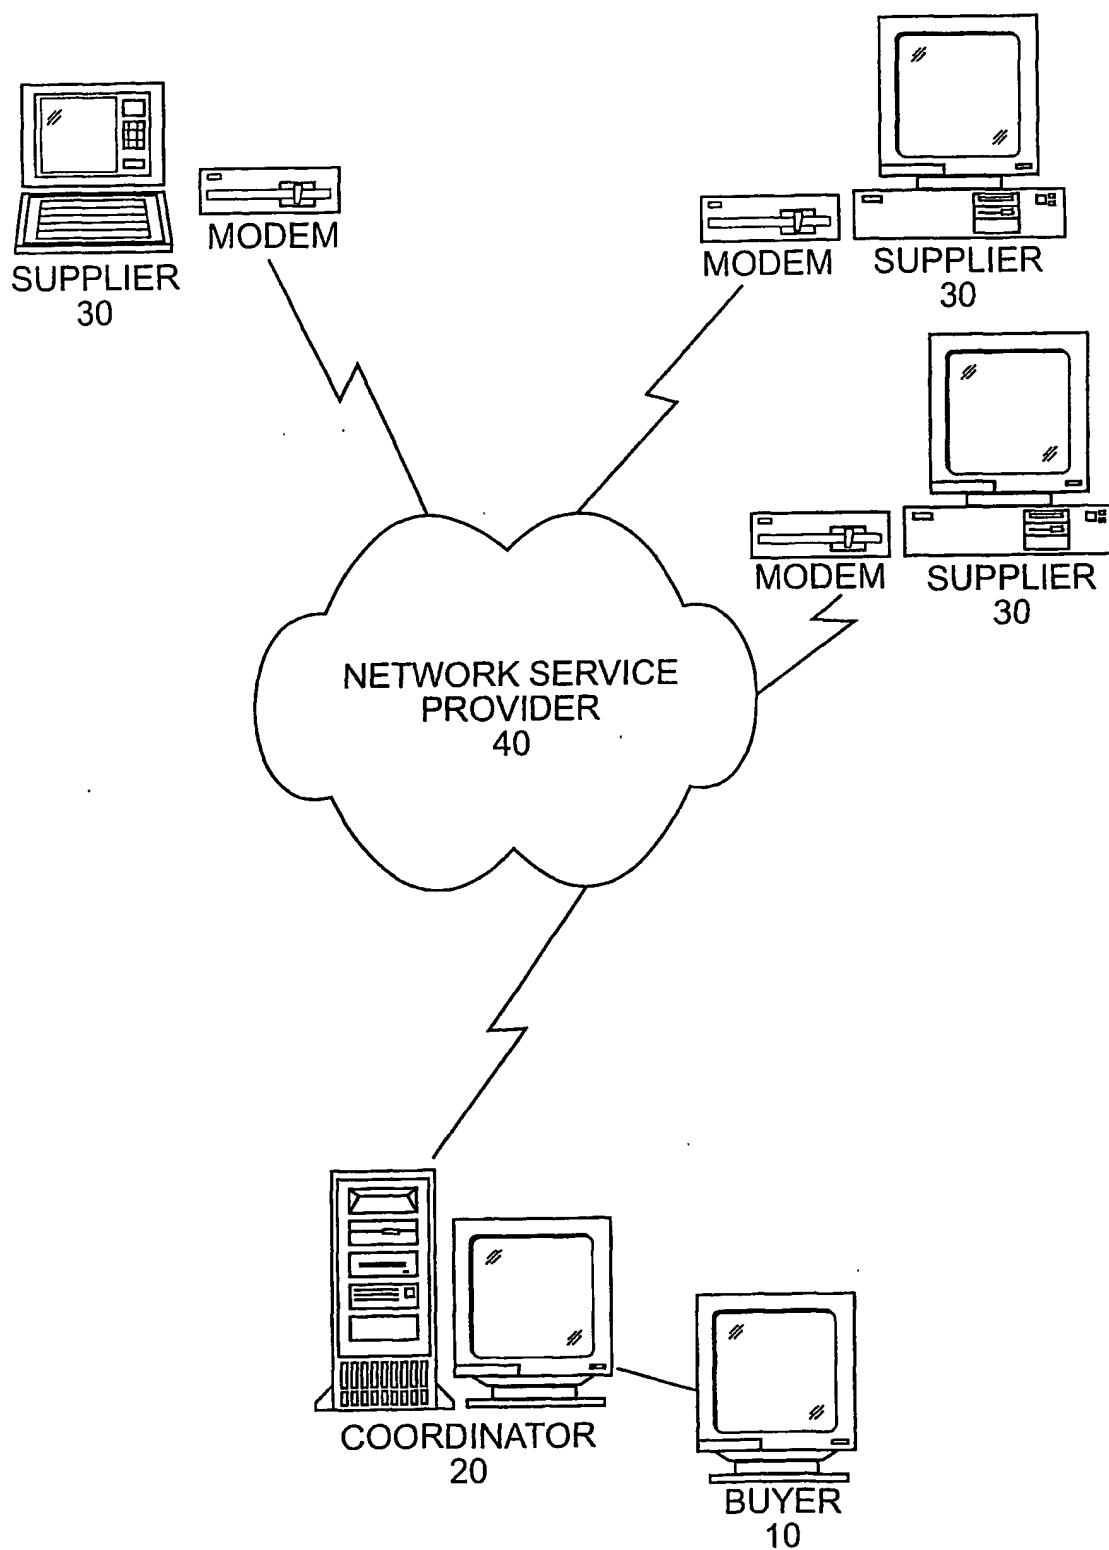 MODEM
SUPPLIER
30
MODEM
SUPPLIER
30
MODEM
SUPPLIER
30
NETWORK SERVICE
PROVIDER
40
COORDINATOR
20
BUYER
10